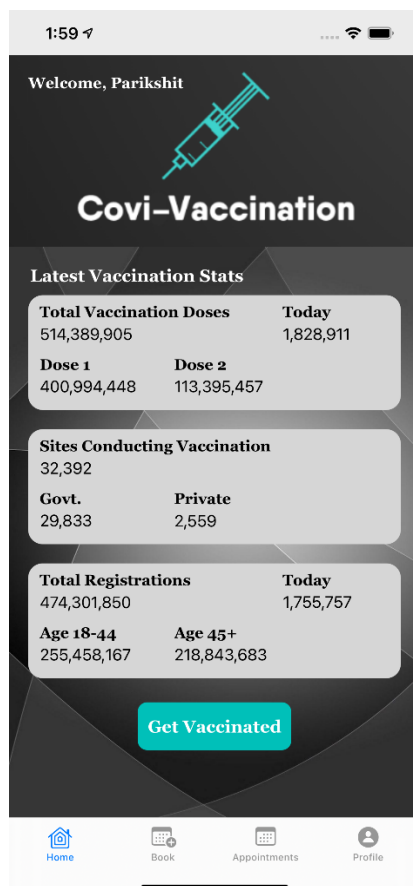 1:59
Welcome, Parikshit
Covi-Vaccination
Latest Vaccination Stats
Total Vaccination Doses Today
514,389,905 1,828,911
Dose 1 Dose 2
400,994,448 113,395,457
Sites Conducting Vaccination
32,392
Govt. Private
29,833 2,559
Total Registrations Today
474,301,850 1,755,757
Age 18-44 Age 45+
255,458,167 218,843,683
Get Vaccinated
Home Book Appointments Profile